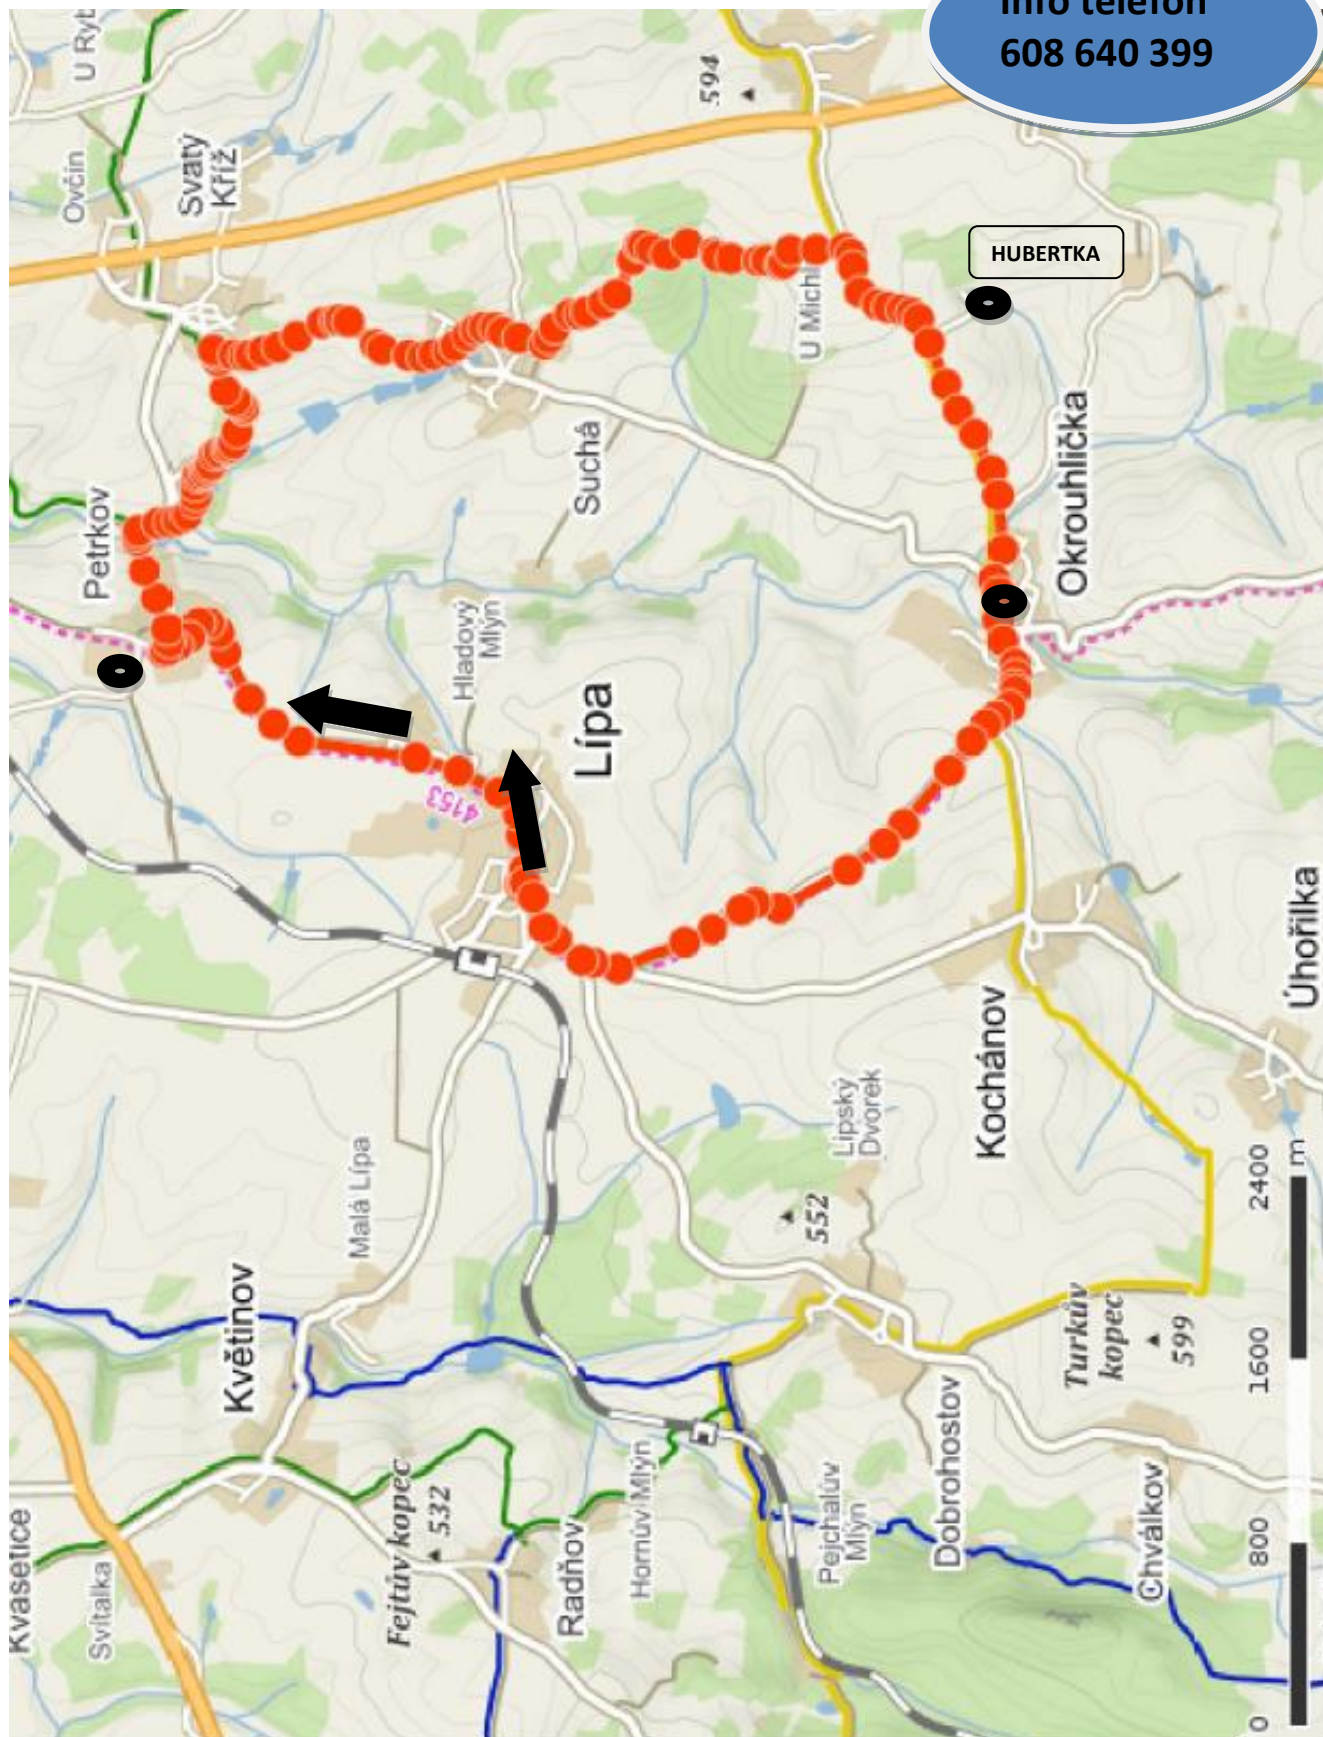 info telefon
608 640 399
HUBERTKA
U Ryb
594
Ovčín
Svatý
Kříž
U Michl
Petrkov
Suchá
Okrouhlička
Hladový
Mlýn
Lípa
4153
Kochánov
Úhořilka
Lipský
Dvorek
Malá Lípa
552
Květinov
Turkův
kopec
599
Kvasetice
Svitalka
Fejtův kopec
532
Radňov
Hornův Mlýn
Pejchalův
Mlýn
Dobrohostov
Chválkov
0 800 1600 2400 m